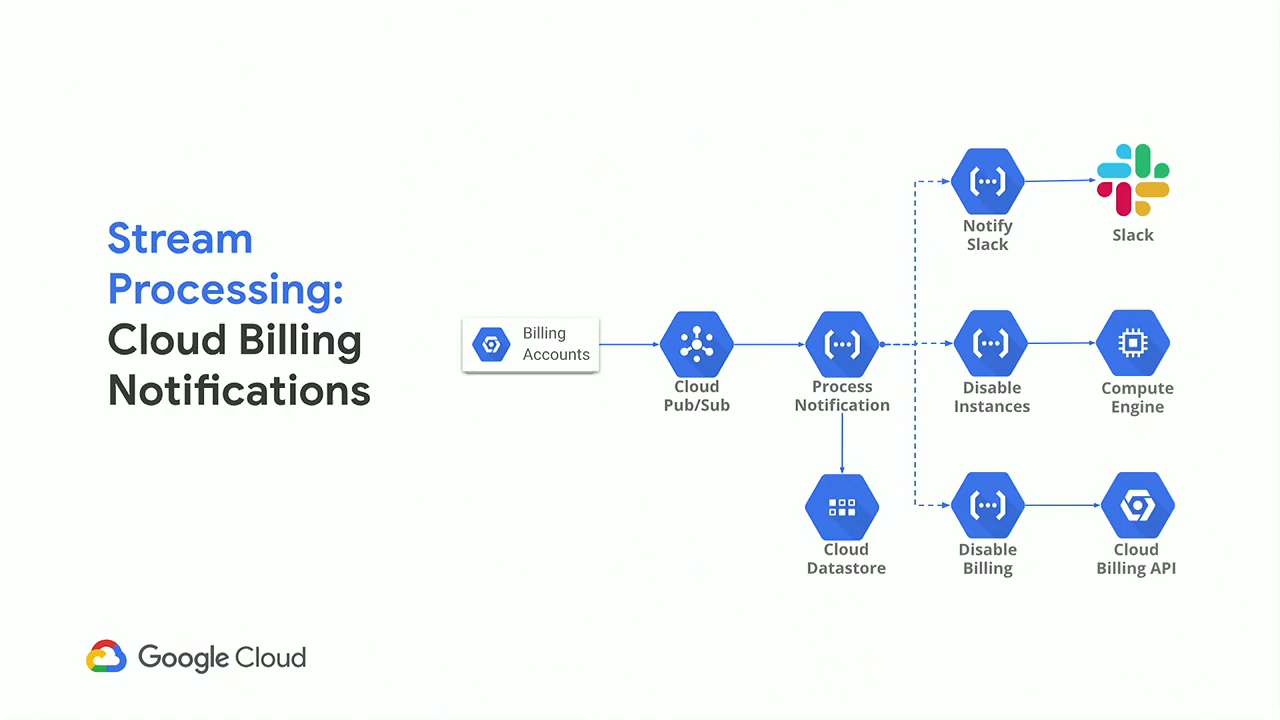 Stream
Processing:
Cloud Billing
Notifications
Billing
Accounts
Cloud
Pub/Sub
Process
Notification
Cloud
Datastore
Notify
Slack
Slack
Disable
Instances
Compute
Engine
Disable
Billing
Cloud
Billing API
Google Cloud